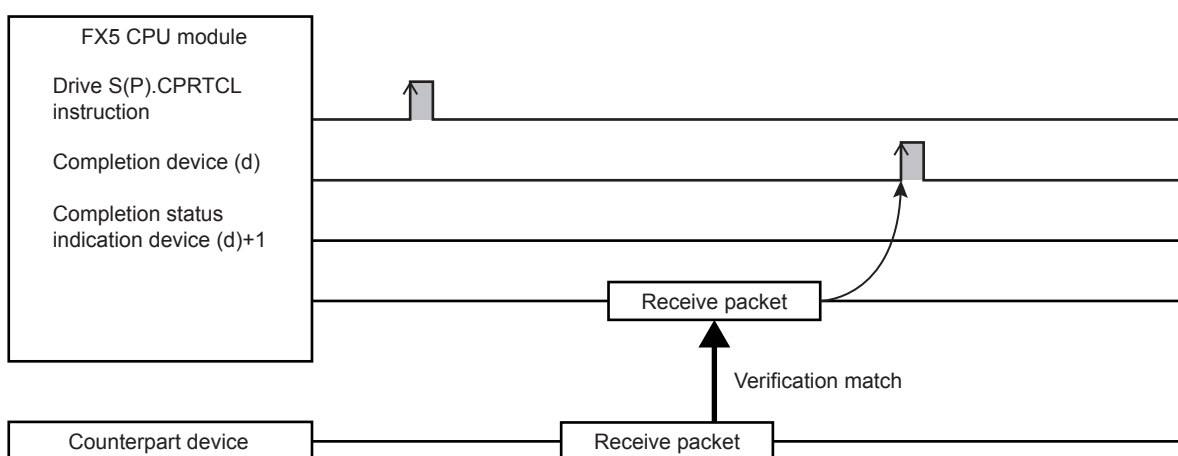 FX5 CPU module
Drive S(P).CPRTCL
instruction
Completion device (d)
Completion status
indication device (d)+1
Receive packet
Verification match
Counterpart device
Receive packet